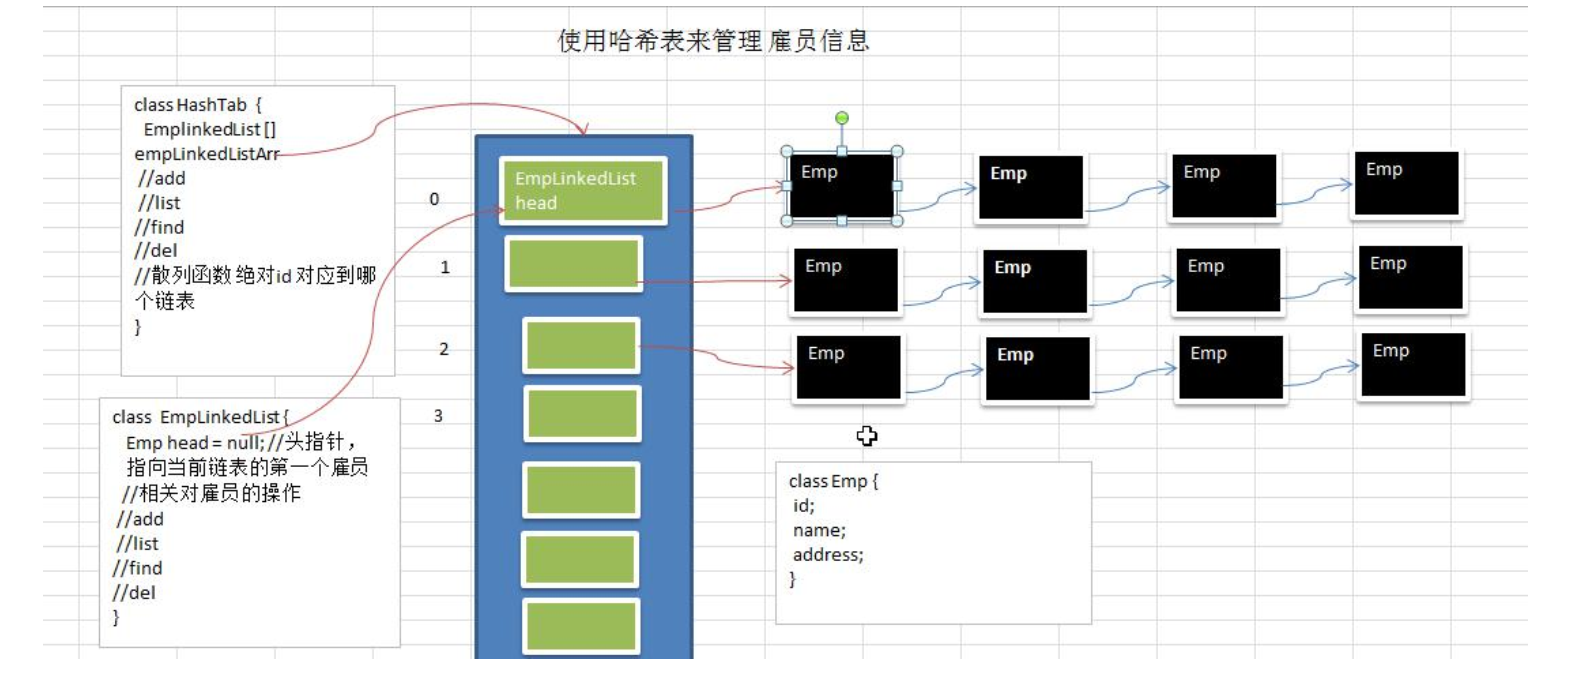 使用哈希表来管理 雇员信息
class HashTab {
EmplinkedList []
empLinkedListArr
//add
//list
//find
//del
//散列函数 绝对id 对应到哪
个链表
}
class EmpLinkedList {
Emp head = null; //头指针，
指向当前链表的第一个雇员
//相关对雇员的操作
//add
//list
//find
//del
}
0
1
2
3
EmpLinkedList
head
Emp
Emp
Emp
Emp
Emp
Emp
Emp
Emp
Emp
Emp
Emp
Emp
class Emp {
id;
name;
address;
}